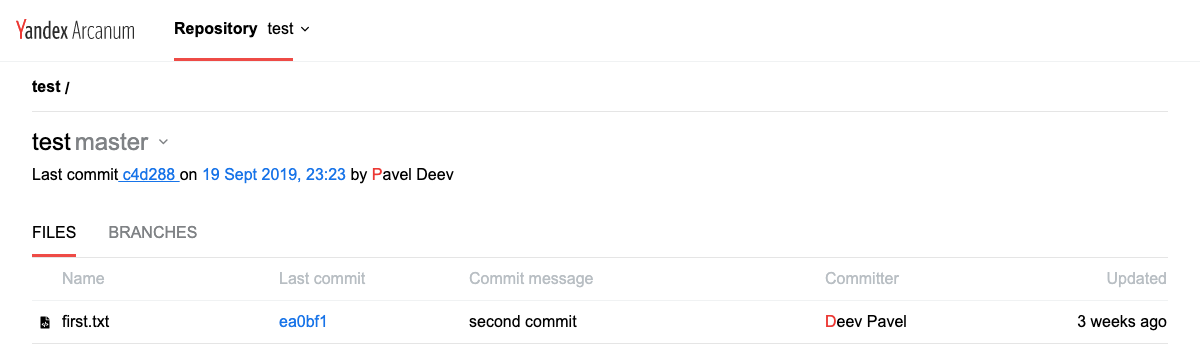 Yandex Arcanum Repository test
test /
test master
Last commit c4d288 on 19 Sept 2019, 23:23 by Pavel Deev
FILES BRANCHES
Name Last commit Commit message Committer Updated
first.txt ea0bf1 second commit Deev Pavel 3 weeks ago